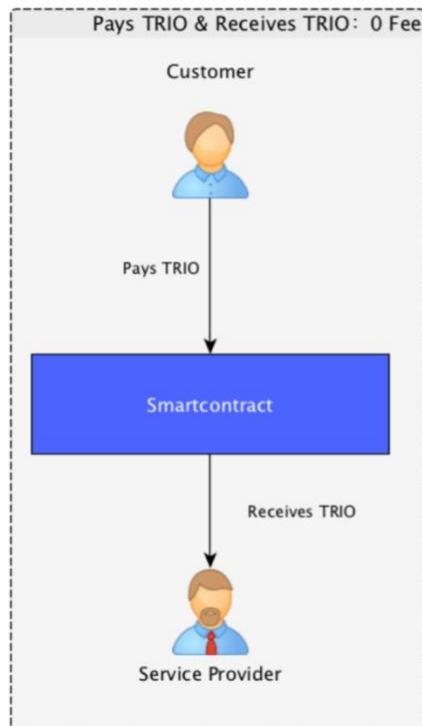 Pays TRIO & Receives TRIO: 0 Fee
Customer
Pays TRIO
Smartcontract
Receives TRIO
Service Provider